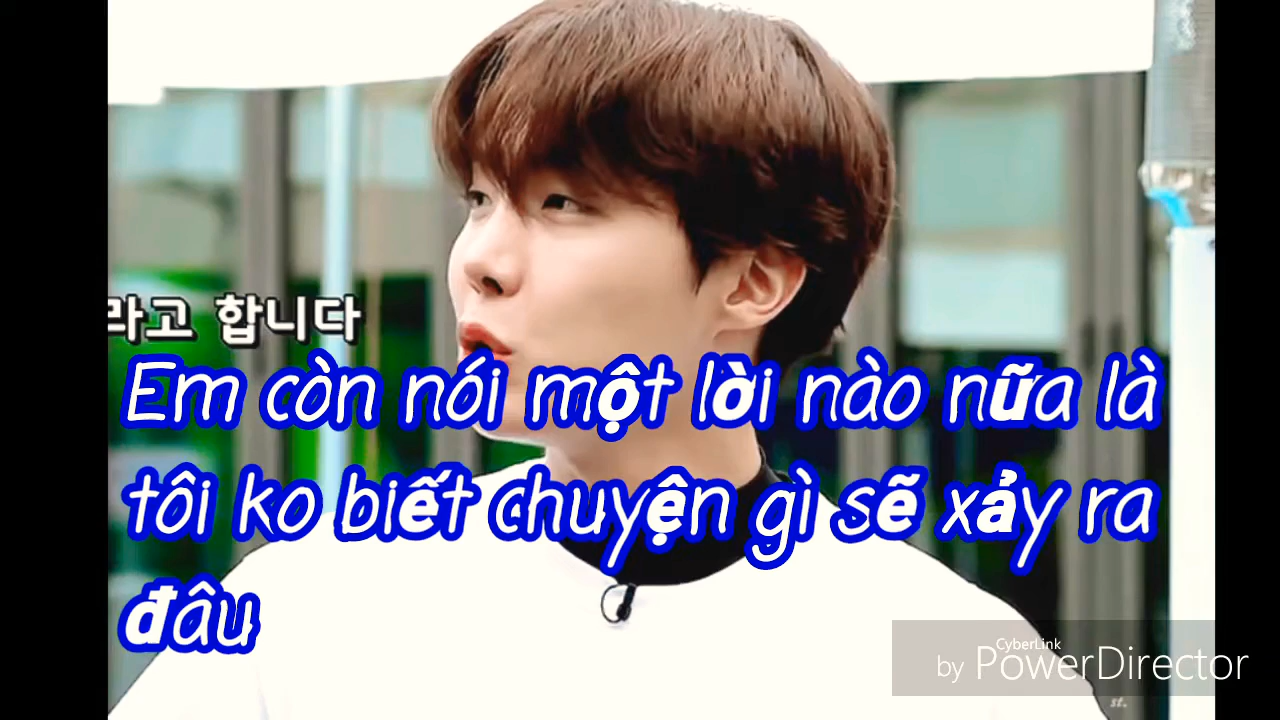 라고 합니다
Em còn nói một lời nào nữa là
tôi ko biết chuyện gì sẽ xảy ra
đâu
CyberLink
by PowerDirector
st.